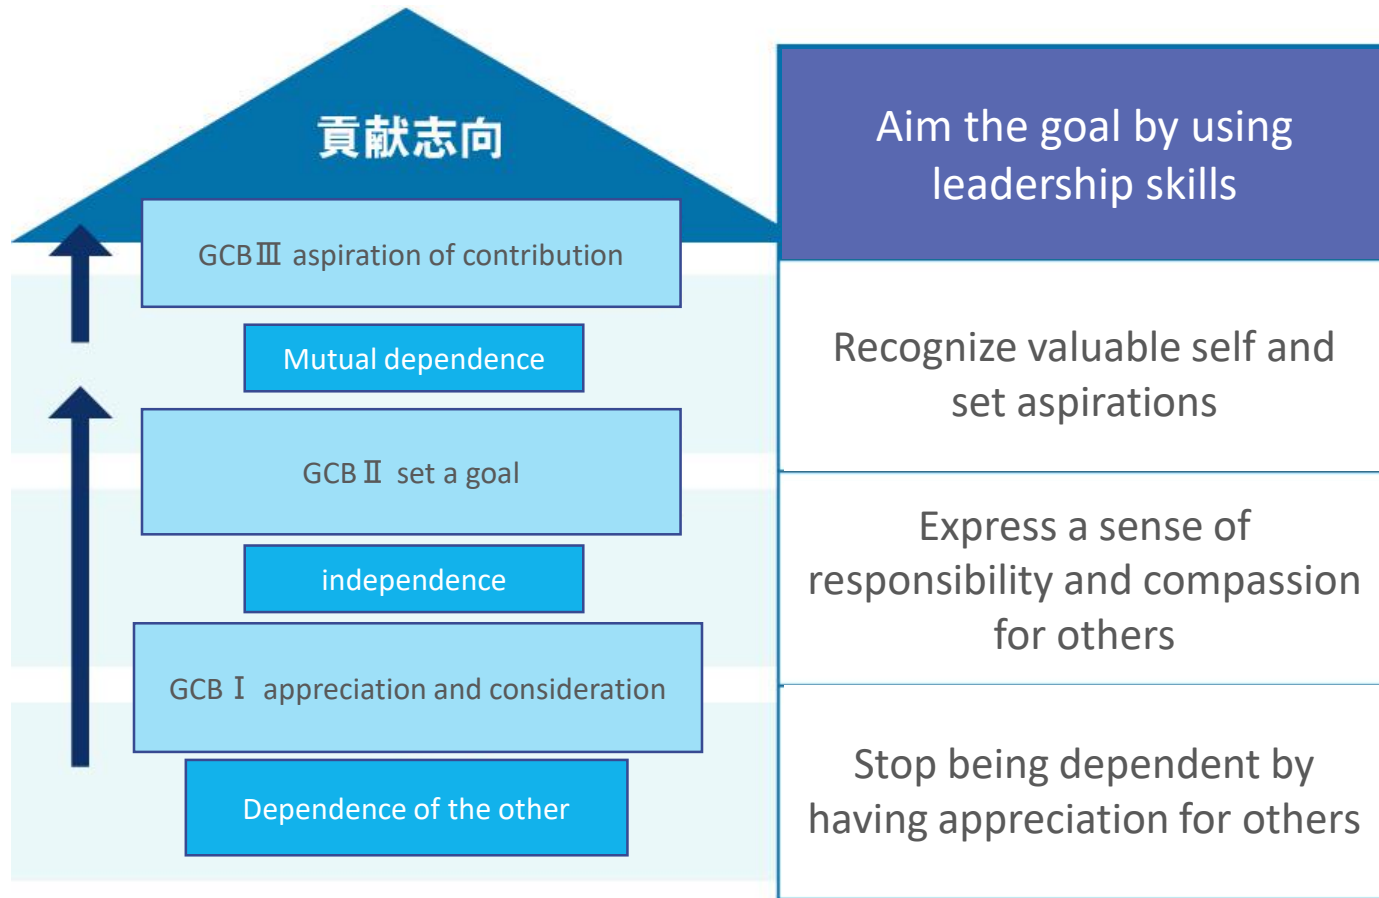 貢献志向
GCBⅢ aspiration of contribution
Mutual dependence
GCBⅡ set a goal
independence
GCBⅠ appreciation and consideration
Dependence of the other
Aim the goal by using
leadership skills
Recognize valuable self and
set aspirations
Express a sense of
responsibility and compassion
for others
Stop being dependent by
having appreciation for others